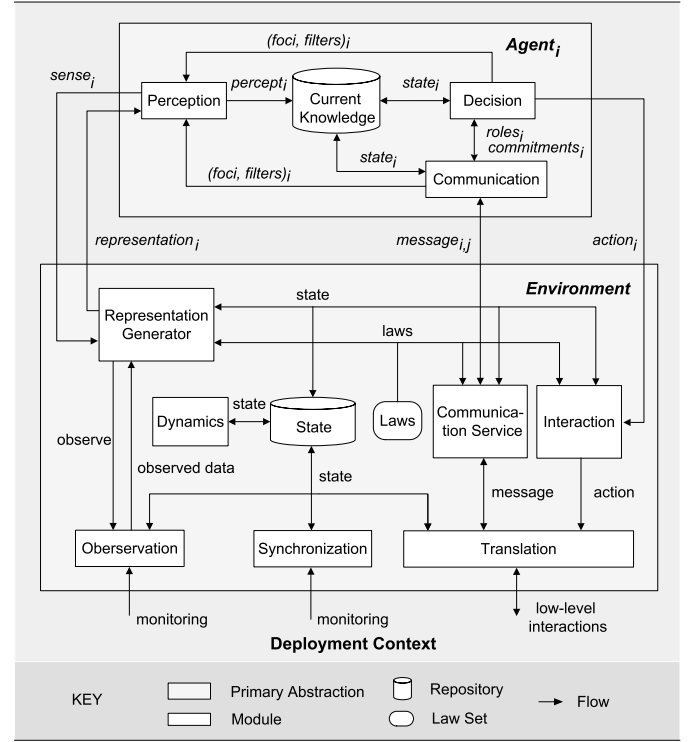 (foci, filters)i
Agenti
sensei
Perception
percepti
Current
Knowledge
statei
Decision
rolesi
commitmentsi
statei
(foci, filters)i
Communication
representationi
messagei,j
actioni
Environment
state
Representation
Generator
laws
Dynamics
state
State
Laws
Communica-
tion Service
Interaction
observe
observed data
state
message
action
Oberservation
Synchronization
Translation
monitoring
monitoring
low-level
interactions
Deployment Context
KEY
Primary Abstraction
Repository
Flow
Module
Law Set